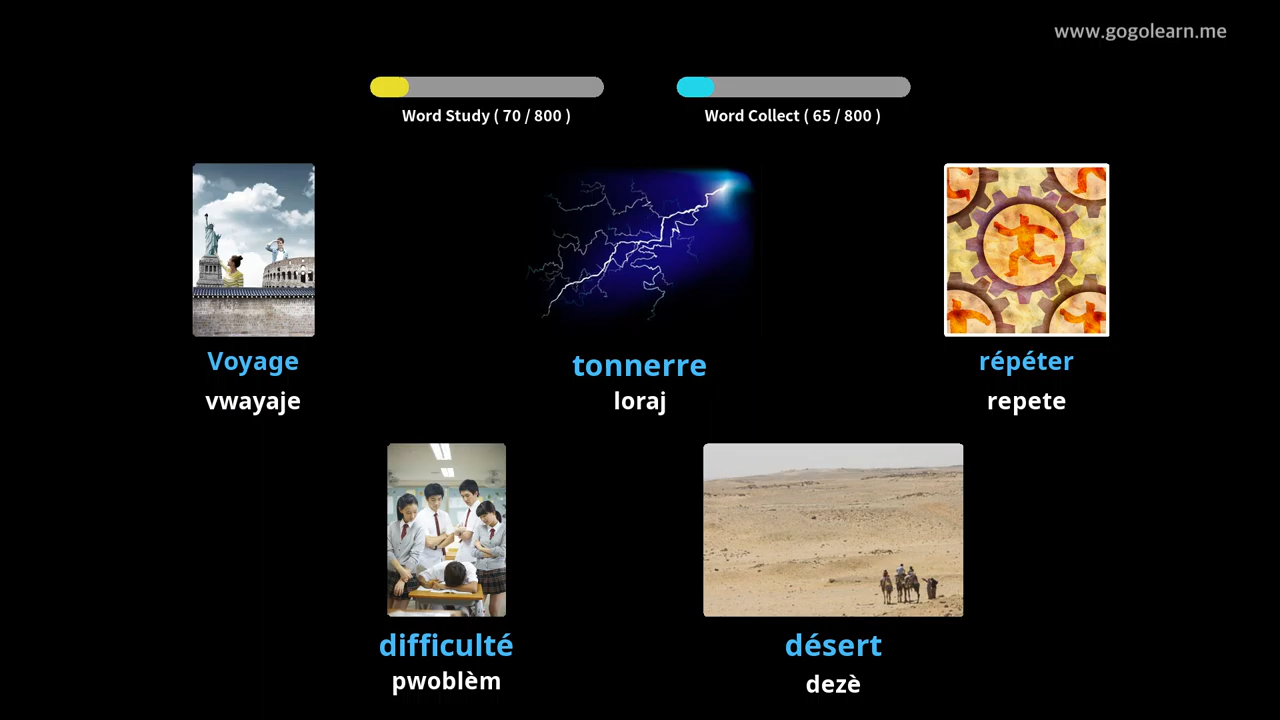 www.gogolearn.me
Word Study ( 70 / 800 )
Word Collect ( 65 / 800 )
Voyage
vwayaje
tonnerre
loraj
répéter
repete
difficulté
pwoblèm
désert
dezè